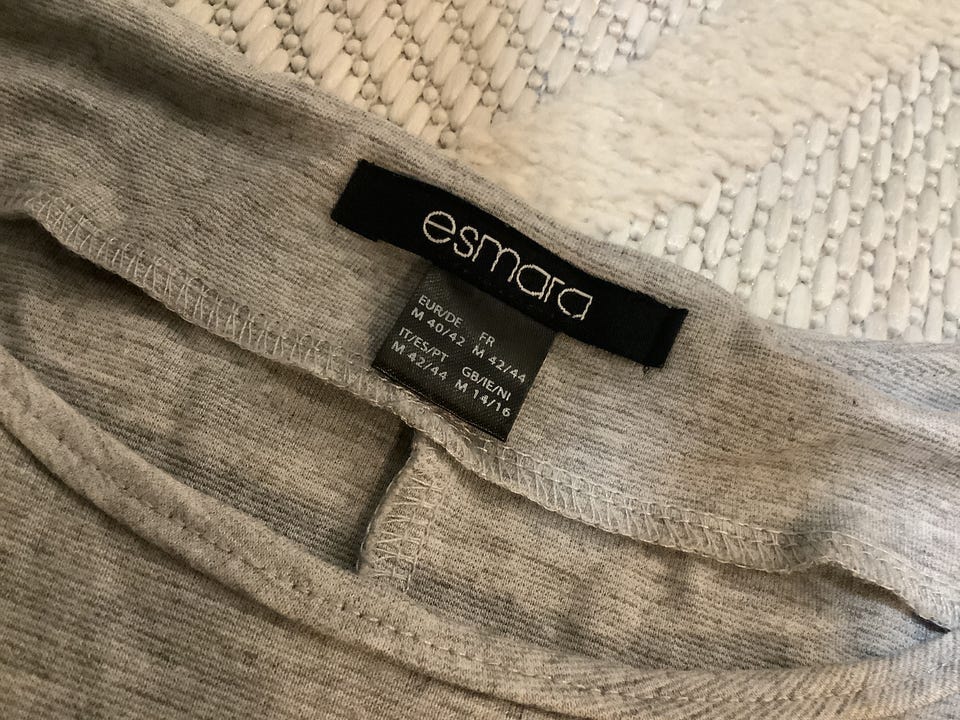 esmara
EUR/DE FR
M 40/42 M 42/44
IT/ES/PT GB/IE/NI
M 42/44 M 14/16